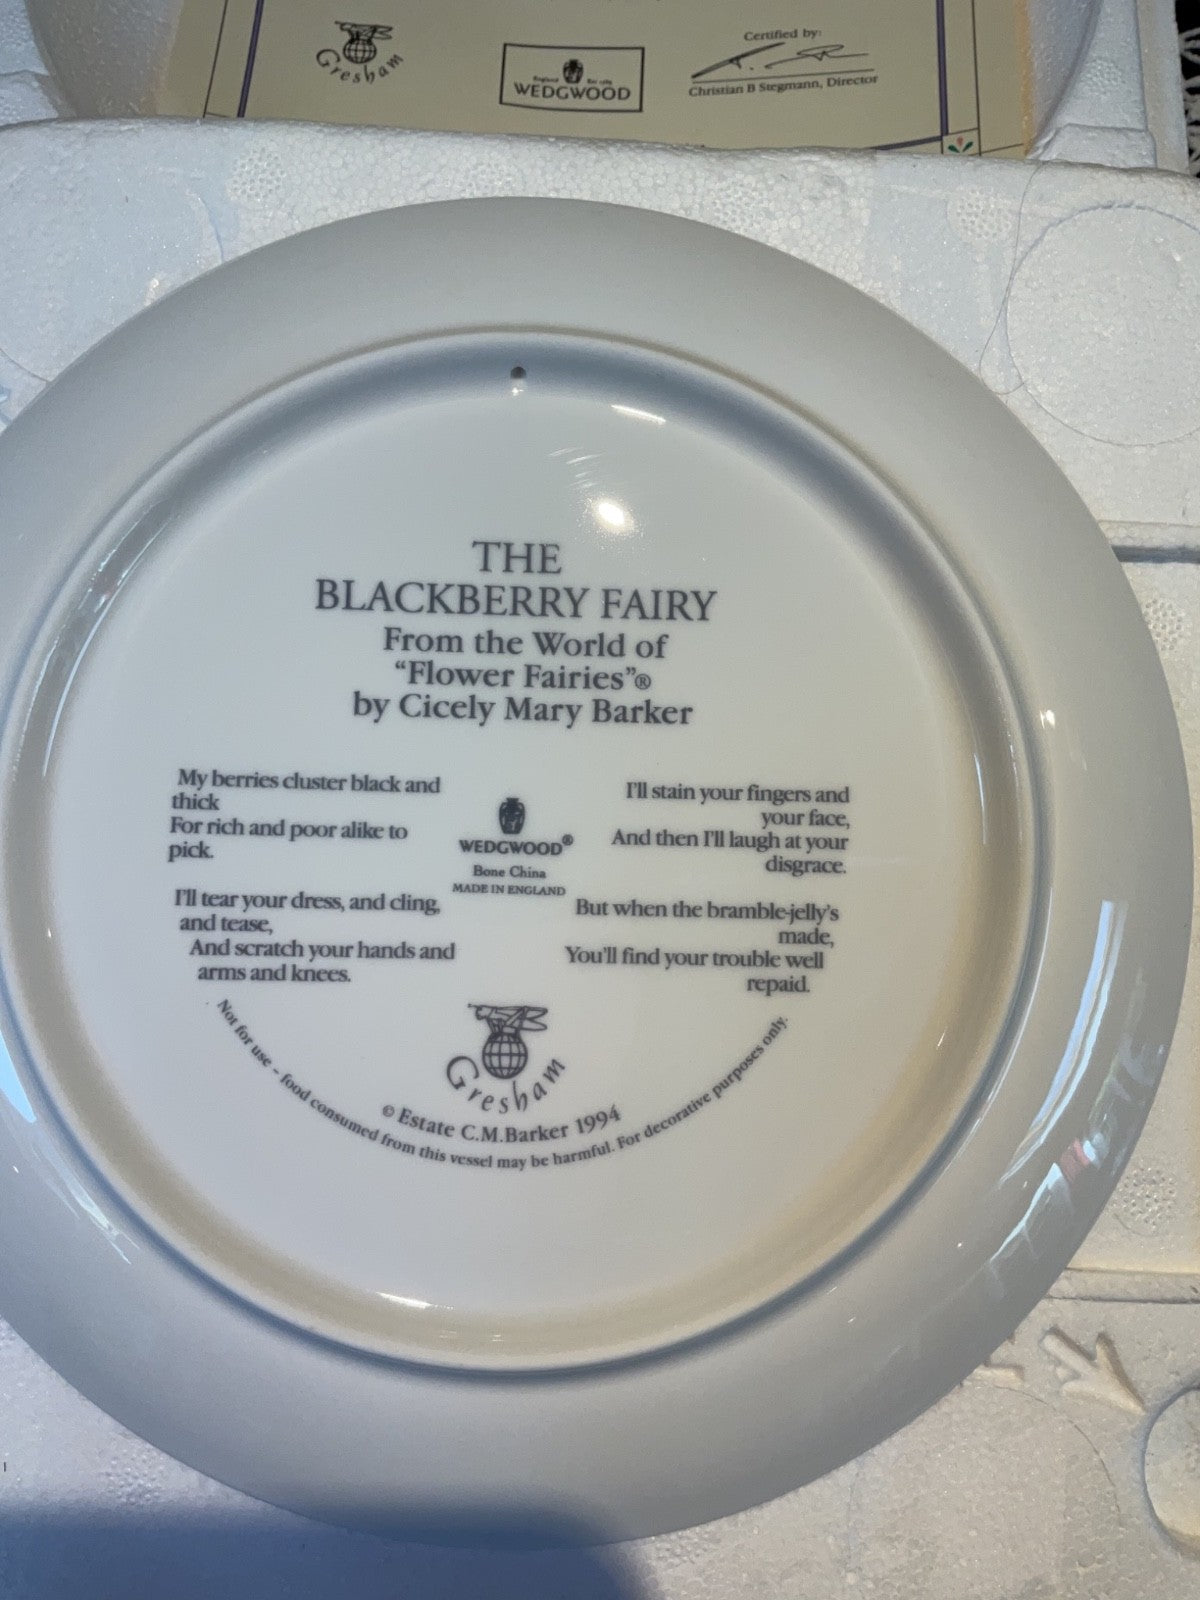 Gresham
England Est 1759
WEDGWOOD
Certified by:
Christian B Stegmann, Director
THE
BLACKBERRY FAIRY
From the World of
“Flower Fairies”®
by Cicely Mary Barker
My berries cluster black and
thick
For rich and poor alike to
pick.
I'll tear your dress, and cling,
and tease,
And scratch your hands and
arms and knees.
WEDGWOOD®
Bone China
MADE IN ENGLAND
I'll stain your fingers and
your face,
And then I'll laugh at your
disgrace.
But when the bramble-jelly's
made,
You'll find your trouble well
repaid.
Gresham
© Estate C.M.Barker 1994
Not for use - food consumed from this vessel may be harmful. For decorative purposes only.